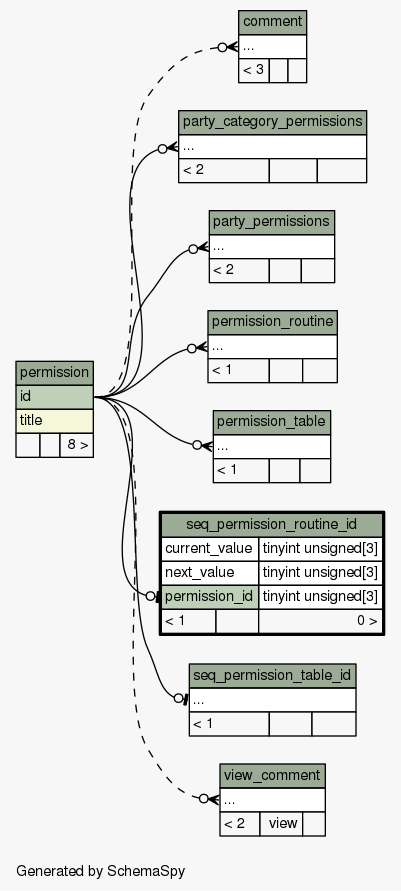 comment
...
< 3
party_category_permissions
...
< 2
party_permissions
...
< 2
permission_routine
...
< 1
permission
id
title
8 >
permission_table
...
< 1
seq_permission_routine_id
current_value tinyint unsigned[3]
next_value tinyint unsigned[3]
permission_id tinyint unsigned[3]
< 1 0 >
seq_permission_table_id
...
< 1
view_comment
...
< 2 view
Generated by SchemaSpy